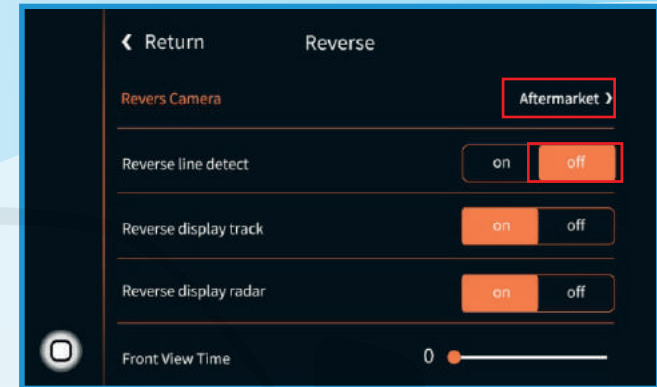 Return Reverse
Revers Camera Aftermarket
Reverse line detect on off
Reverse display track on off
Reverse display radar on off
Front View Time 0